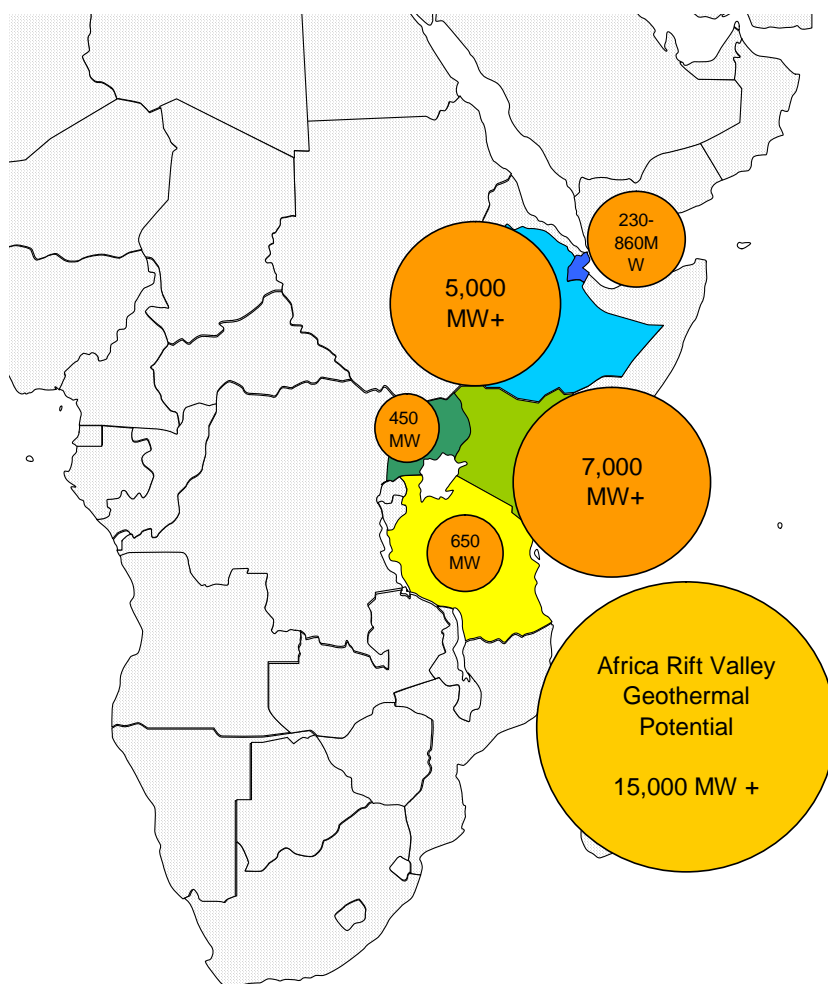 230-
860M
W
5,000
MW+
450
MW
7,000
MW+
650
MW
Africa Rift Valley
Geothermal
Potential
15,000 MW +